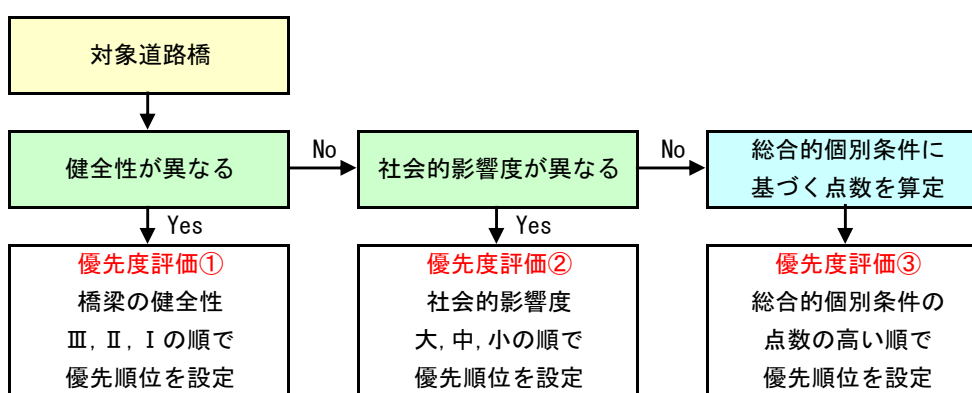 対象道路橋
健全性が異なる
No
社会的影響度が異なる
No
総合的個別条件に
基づく点数を算定
Yes
Yes
優先度評価①
橋梁の健全性
Ⅲ,Ⅱ,Ⅰの順で
優先順位を設定
優先度評価②
社会的影響度
大,中,小の順で
優先順位を設定
優先度評価③
総合的個別条件の
点数の高い順で
優先順位を設定